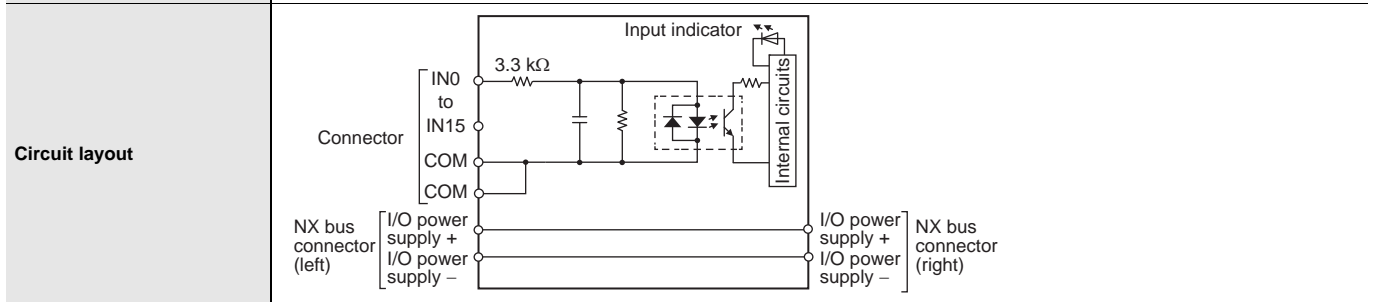 Circuit layout
Input indicator
3.3 kΩ
IN0
to
IN15
Connector
COM
COM
Internal circuits
NX bus
connector
(left)
I/O power
supply +
I/O power
supply −
I/O power
supply +
I/O power
supply −
NX bus
connector
(right)